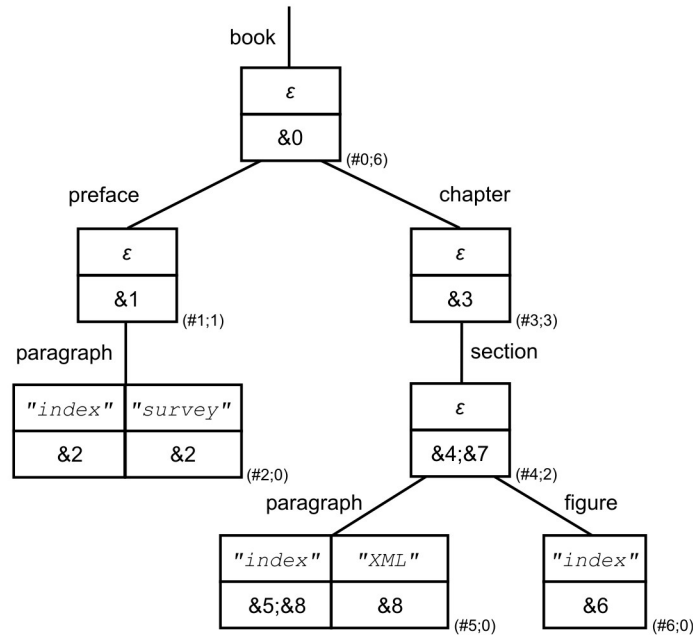 book
ε
&0
(#0;6)
preface
chapter
ε
&1
(#1;1)
ε
&3
(#3;3)
paragraph
section
"index" "survey"
&2 &2
(#2;0)
ε
&4;&7
(#4;2)
paragraph
figure
"index" "XML"
&5;&8 &8
(#5;0)
"index"
&6
(#6;0)